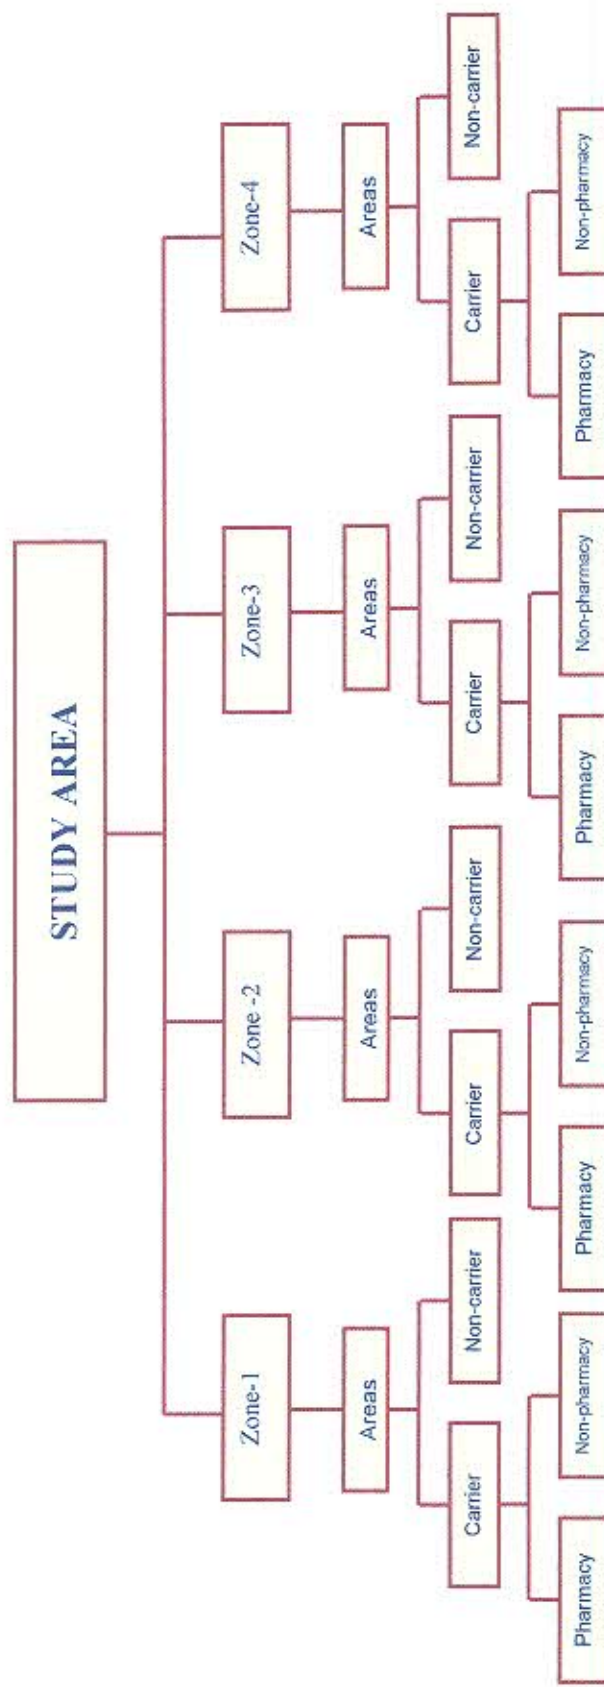 STUDY AREA
Zone-1
Zone -2
Zone-3
Zone-4
Areas
Areas
Areas
Areas
Carrier
Non-carrier
Carrier
Non-carrier
Carrier
Non-carrier
Carrier
Non-carrier
Pharmacy
Non-pharmacy
Pharmacy
Non-pharmacy
Pharmacy
Non-pharmacy
Pharmacy
Non-pharmacy